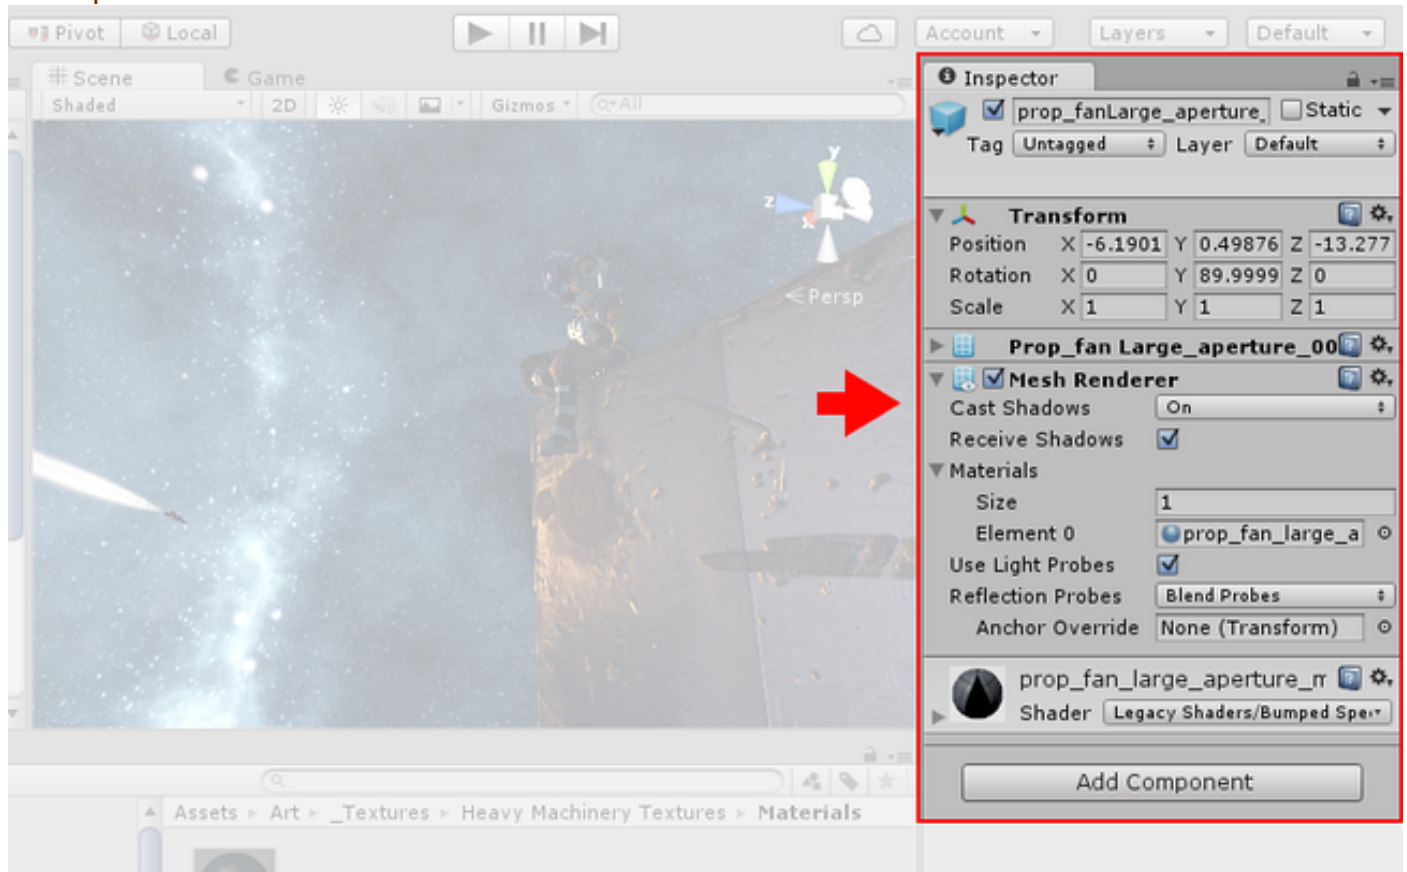 Pivot Local
Account Layers Default
Scene Game
Shaded 2D Gizmos All
y
z
x
Persp
Inspector
prop_fanLarge_aperture_ Static
Tag Untagged Layer Default
Transform
Position X -6.1901 Y 0.49876 Z -13.277
Rotation X 0 Y 89.9999 Z 0
Scale X 1 Y 1 Z 1
Prop_fan Large_aperture_00
Mesh Renderer
Cast Shadows On
Receive Shadows
Materials
Size 1
Element 0 prop_fan_large_a
Use Light Probes
Reflection Probes Blend Probes
Anchor Override None (Transform)
prop_fan_large_aperture_m
Shader Legacy Shaders/Bumped Spe
Add Component
Assets Art _Textures Heavy Machinery Textures Materials